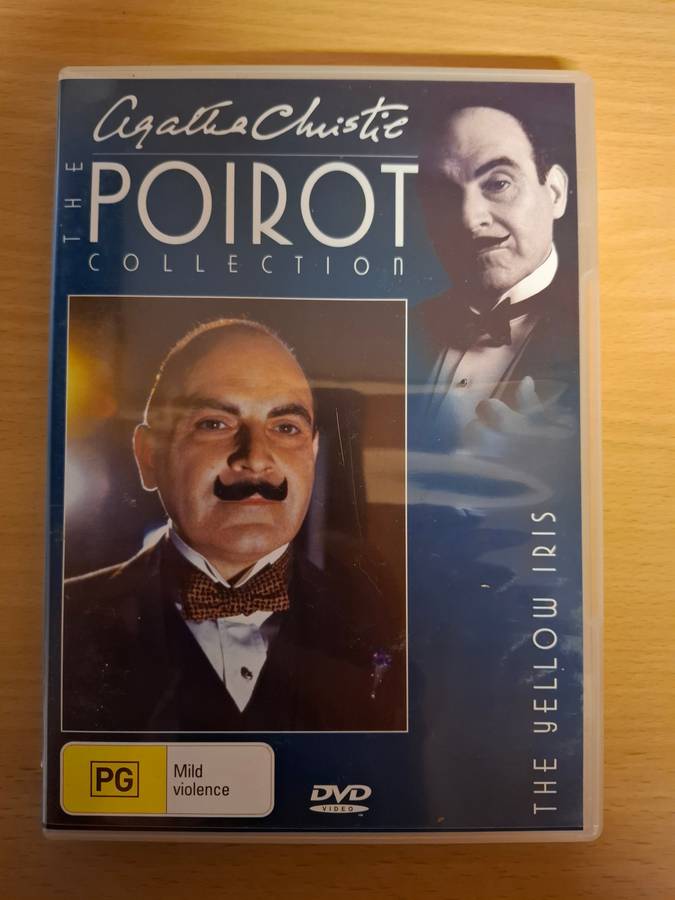 Agatha Christie
THE
POIROT
COLLECTION
THE YELLOW IRIS
PG
Mild
violence
DVD
VIDEO